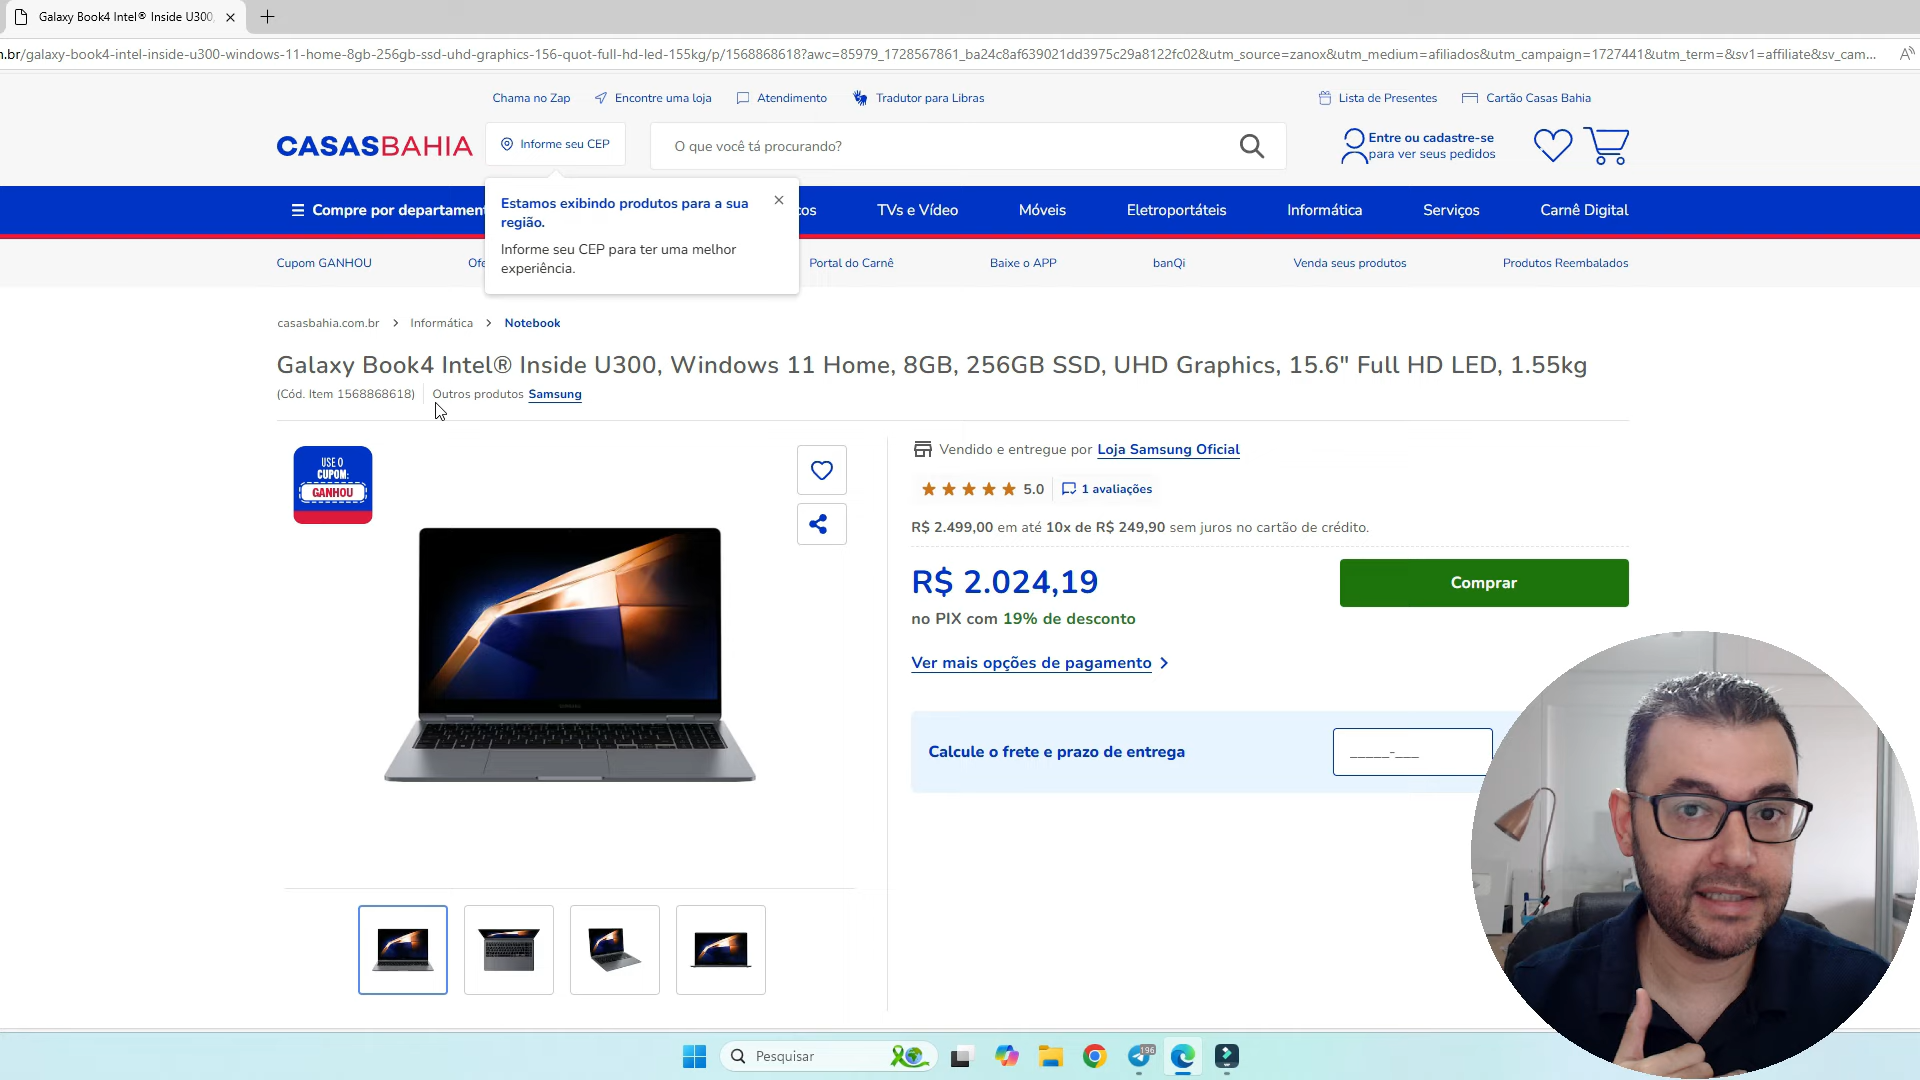 Galaxy Book4 Intel® Inside U300
.br/galaxy-book4-intel-inside-u300-windows-11-home-8gb-256gb-ssd-uhd-graphics-156-quot-full-hd-led-155kg/p/1568868618?awc=85979_1728567861_ba24c8af639021dd3975c29a8122fc02&utm_source=zanox&utm_medium=afiliados&utm_campaign=1727441&utm_term=&sv1=affiliate&sv_cam...
Chama no Zap
Encontre uma loja
Atendimento
Tradutor para Libras
Lista de Presentes
Cartão Casas Bahia
CASASBAHIA
Informe seu CEP
O que você tá procurando?
Entre ou cadastre-se
para ver seus pedidos
Estamos exibindo produtos para a sua
região.
Informe seu CEP para ter uma melhor
experiência.
Compre por departament
tos
TVs e Vídeo
Móveis
Eletroportáteis
Informática
Serviços
Carnê Digital
Cupom GANHOU
Ofe
Portal do Carnê
Baixe o APP
banQi
Venda seus produtos
Produtos Reembalados
casasbahia.com.br > Informática > Notebook
Galaxy Book4 Intel® Inside U300, Windows 11 Home, 8GB, 256GB SSD, UHD Graphics, 15.6" Full HD LED, 1.55kg
(Cód. Item 1568868618)
Outros produtos Samsung
USE O
CUPOM:
GANHOU
Vendido e entregue por Loja Samsung Oficial
5.0
1 avaliações
R$ 2.499,00 em até 10x de R$ 249,90 sem juros no cartão de crédito.
R$ 2.024,19
Comprar
no PIX com 19% de desconto
Ver mais opções de pagamento
Calcule o frete e prazo de entrega
_____-___
Pesquisar
196